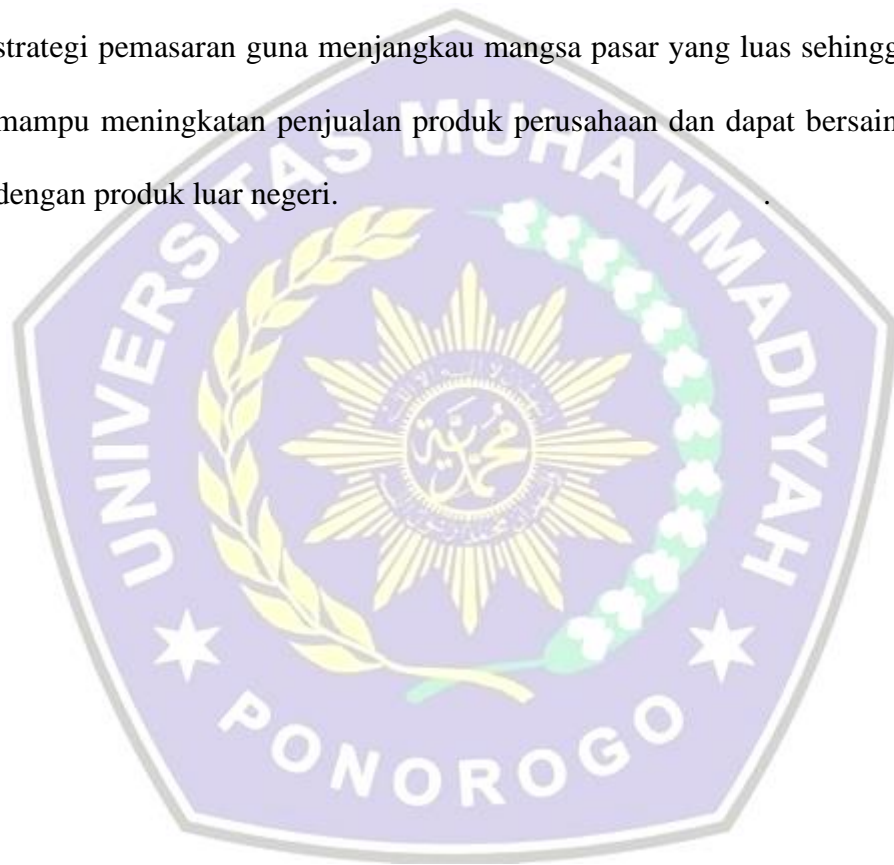 strategi pemasaran guna menjangkau mangsa pasar yang luas sehingg
mampu meningkatan penjualan produk perusahaan dan dapat bersain
dengan produk luar negeri. .
UNIVERSITAS MUHAMMADIYAH
محمدية
PONOROGO